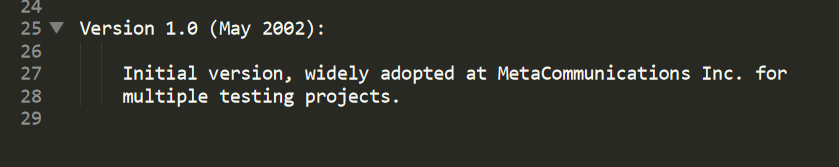 24
25 Version 1.0 (May 2002):
26
27 Initial version, widely adopted at MetaCommunications Inc. for
28 multiple testing projects.
29